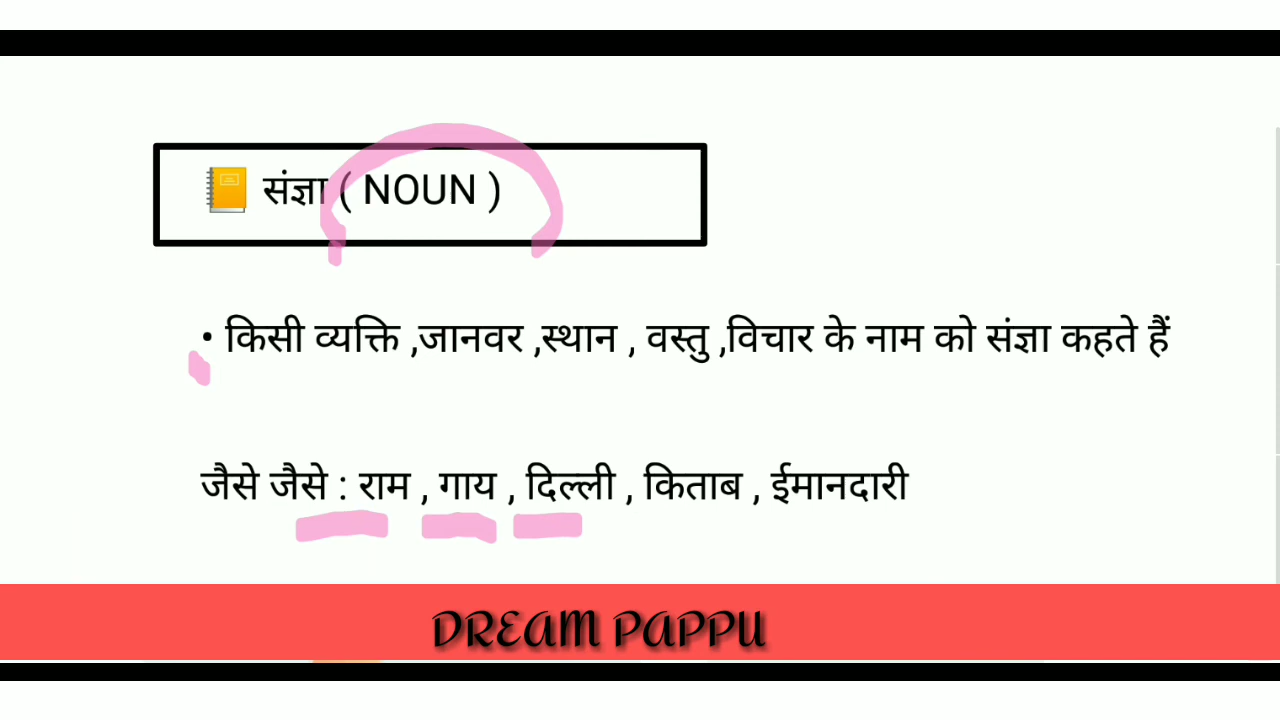 संज्ञा ( NOUN )
• किसी व्यक्ति ,जानवर ,स्थान , वस्तु ,विचार के नाम को संज्ञा कहते हैं
जैसे जैसे : राम , गाय , दिल्ली , किताब , ईमानदारी
DREAM PAPPU